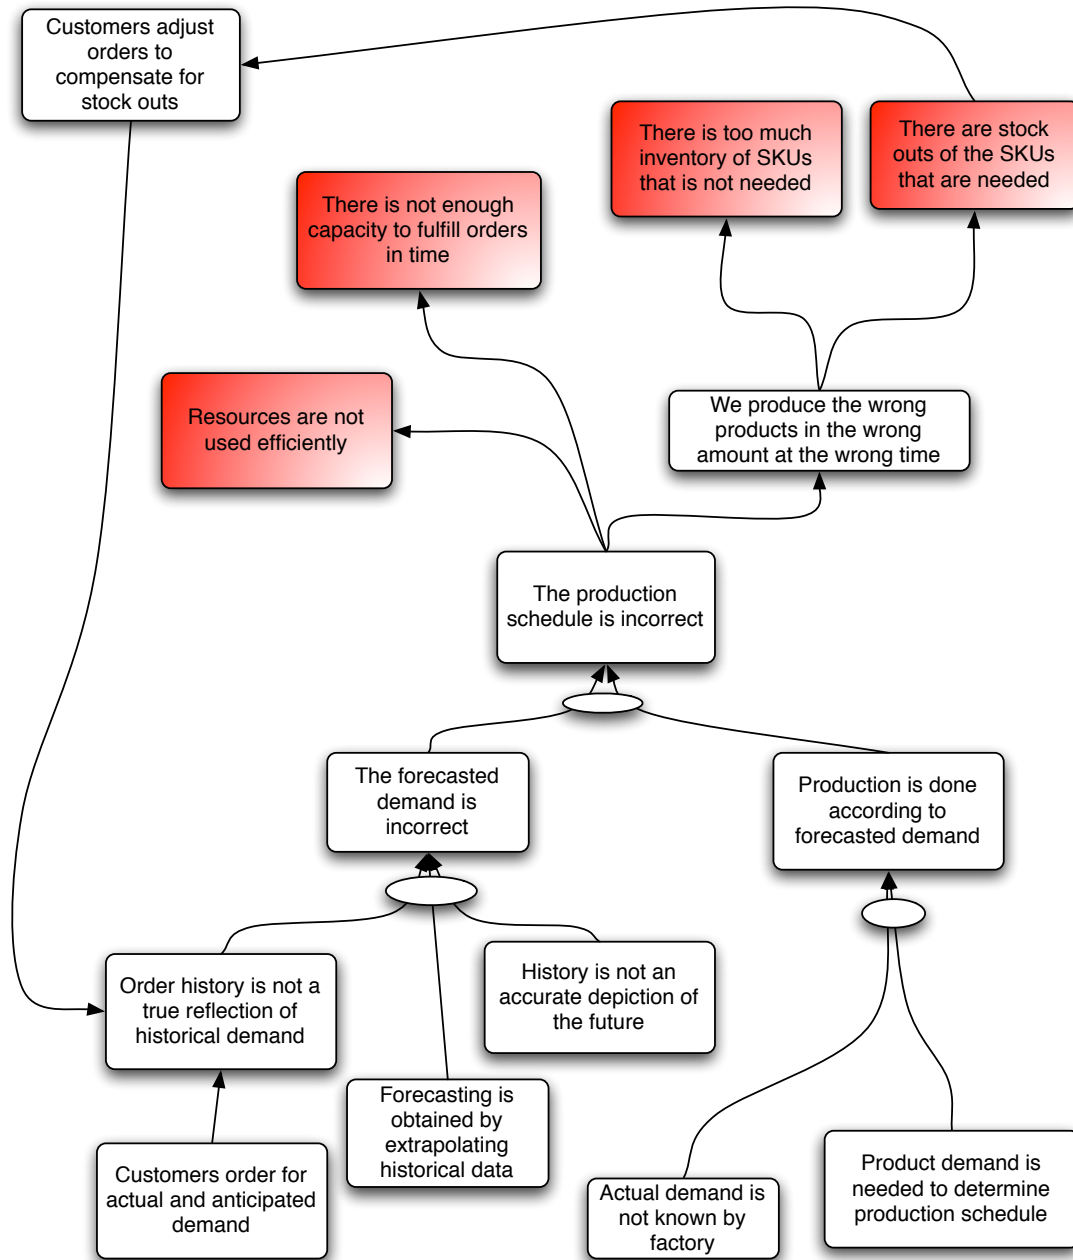 Customers adjust
orders to
compensate for
stock outs
There is too much
inventory of SKUs
that is not needed
There are stock
outs of the SKUs
that are needed
There is not enough
capacity to fulfill orders
in time
Resources are not
used efficiently
We produce the wrong
products in the wrong
amount at the wrong time
The production
schedule is incorrect
The forecasted
demand is
incorrect
Production is done
according to
forecasted demand
Order history is not a
true reflection of
historical demand
History is not an
accurate depiction of
the future
Forecasting is
obtained by
extrapolating
historical data
Customers order for
actual and anticipated
demand
Actual demand is
not known by
factory
Product demand is
needed to determine
production schedule